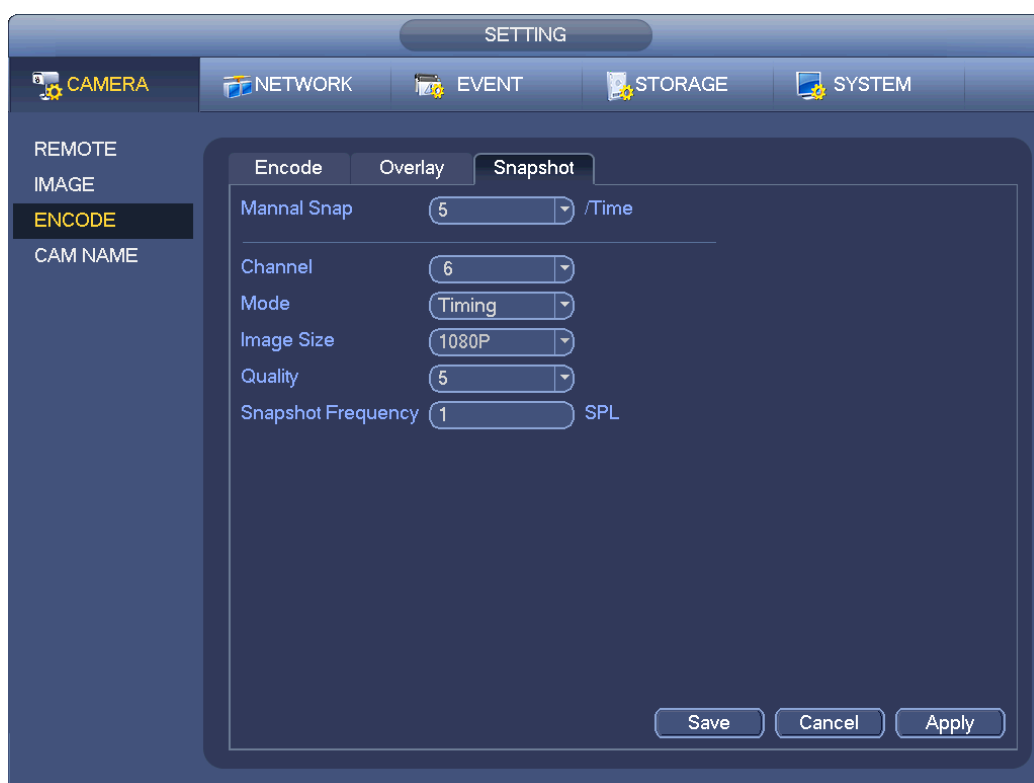 SETTING
CAMERA NETWORK EVENT STORAGE SYSTEM
REMOTE
IMAGE
ENCODE
CAM NAME
Encode Overlay Snapshot
Mannal Snap 5 /Time
Channel 6
Mode Timing
Image Size 1080P
Quality 5
Snapshot Frequency 1 SPL
Save Cancel Apply